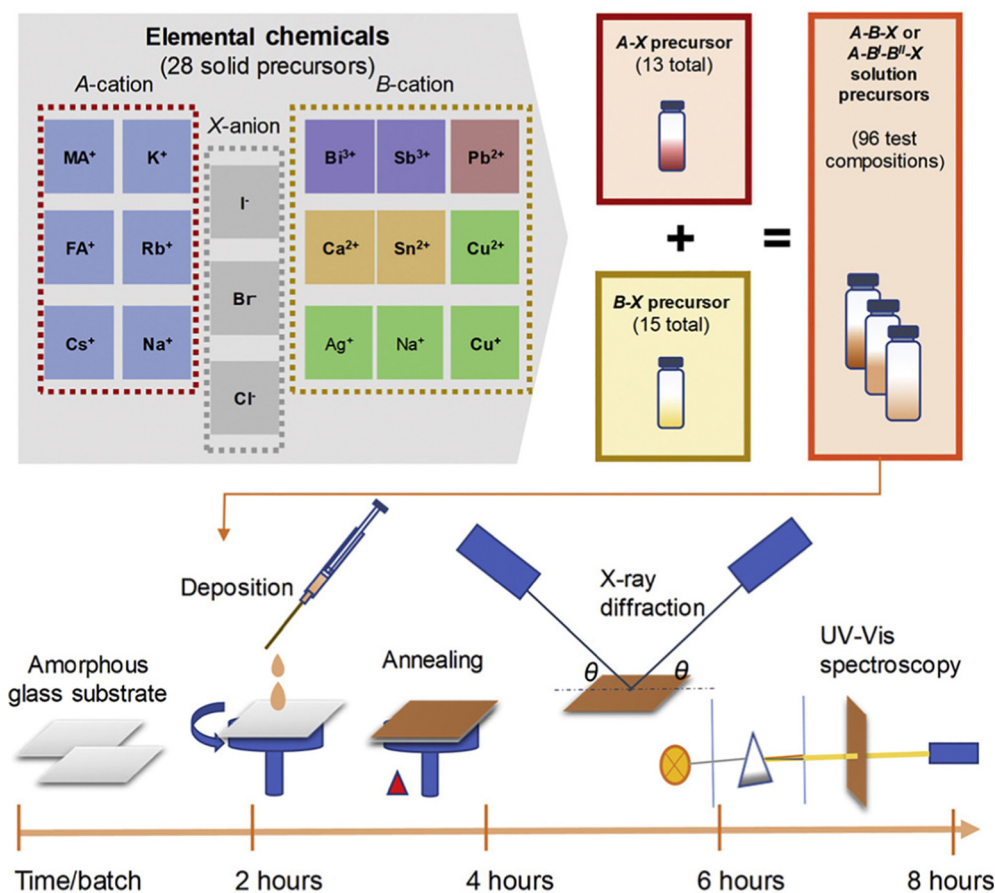 Elemental chemicals
(28 solid precursors)
A-cation
X-anion
B-cation
MA⁺
K⁺
FA⁺
Rb⁺
Cs⁺
Na⁺
I⁻
Br⁻
Cl⁻
Bi³⁺
Sb³⁺
Pb²⁺
Ca²⁺
Sn²⁺
Cu²⁺
Ag⁺
Na⁺
Cu⁺
A-X precursor
(13 total)
+
B-X precursor
(15 total)
=
A-B-X or
A-Bᴵ-Bᴵᴵ-X
solution
precursors
(96 test
compositions)
Amorphous
glass substrate
Deposition
Annealing
X-ray
diffraction
θ
θ
UV-Vis
spectroscopy
Time/batch
2 hours
4 hours
6 hours
8 hours